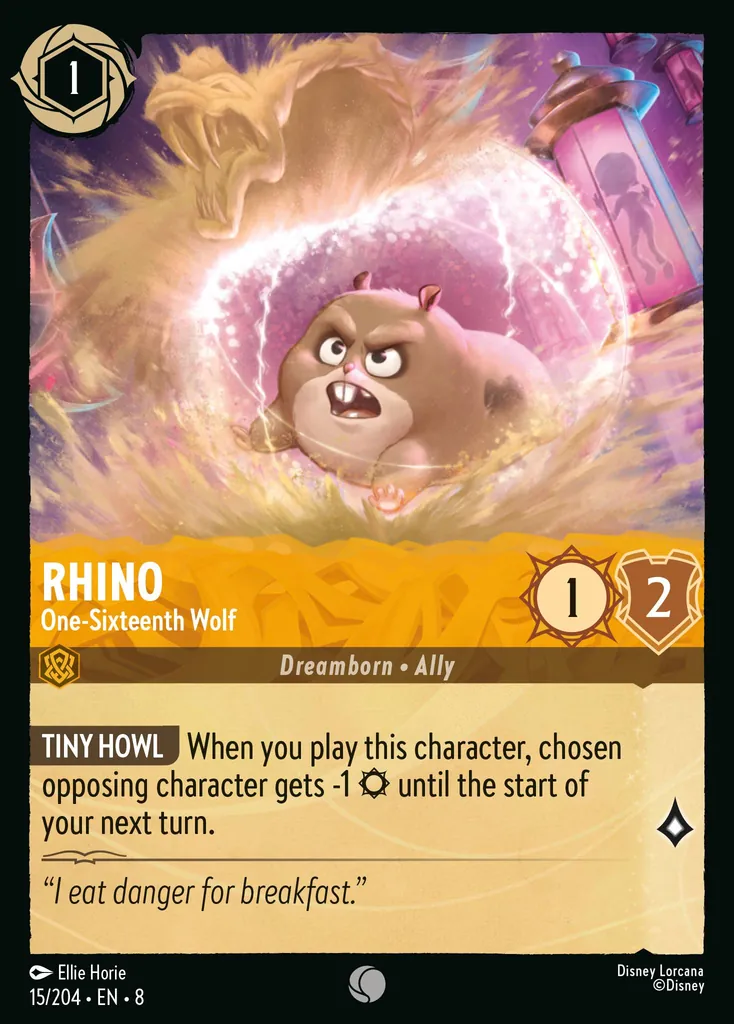 1
RHINO
One-Sixteenth Wolf
1
2
Dreamborn • Ally
TINY HOWL When you play this character, chosen
opposing character gets -1 until the start of
your next turn.
“I eat danger for breakfast.”
Ellie Horie
15/204 • EN • 8
Disney Lorcana
©Disney